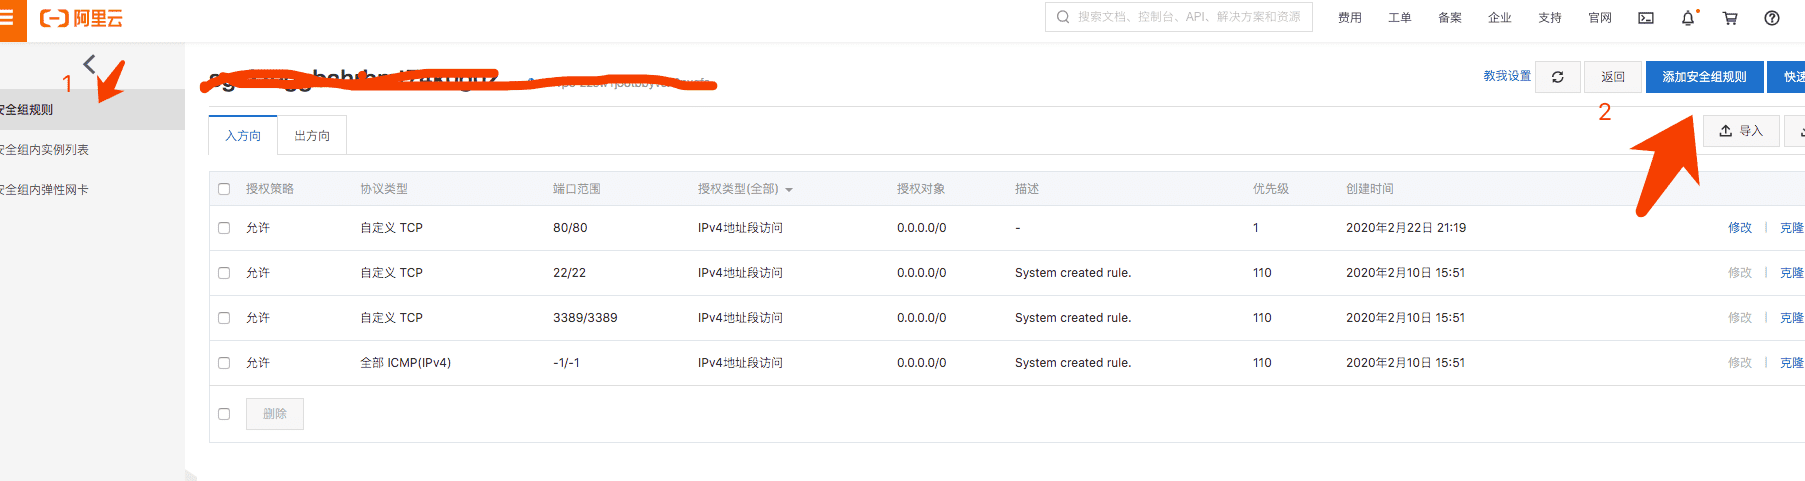 阿里云 搜索文档、控制台、API、解决方案和资源 费用 工单 备案 企业 支持 官网
1
教我设置 返回 添加安全组规则 快速
安全组规则
2
导入
入方向 出方向
安全组内实例列表
安全组内弹性网卡
授权策略 协议类型 端口范围 授权类型(全部) 授权对象 描述 优先级 创建时间
允许 自定义 TCP 80/80 IPv4地址段访问 0.0.0.0/0 - 1 2020年2月22日 21:19 修改 | 克隆
允许 自定义 TCP 22/22 IPv4地址段访问 0.0.0.0/0 System created rule. 110 2020年2月10日 15:51 修改 | 克隆
允许 自定义 TCP 3389/3389 IPv4地址段访问 0.0.0.0/0 System created rule. 110 2020年2月10日 15:51 修改 | 克隆
允许 全部 ICMP(IPv4) -1/-1 IPv4地址段访问 0.0.0.0/0 System created rule. 110 2020年2月10日 15:51 修改 | 克隆
删除